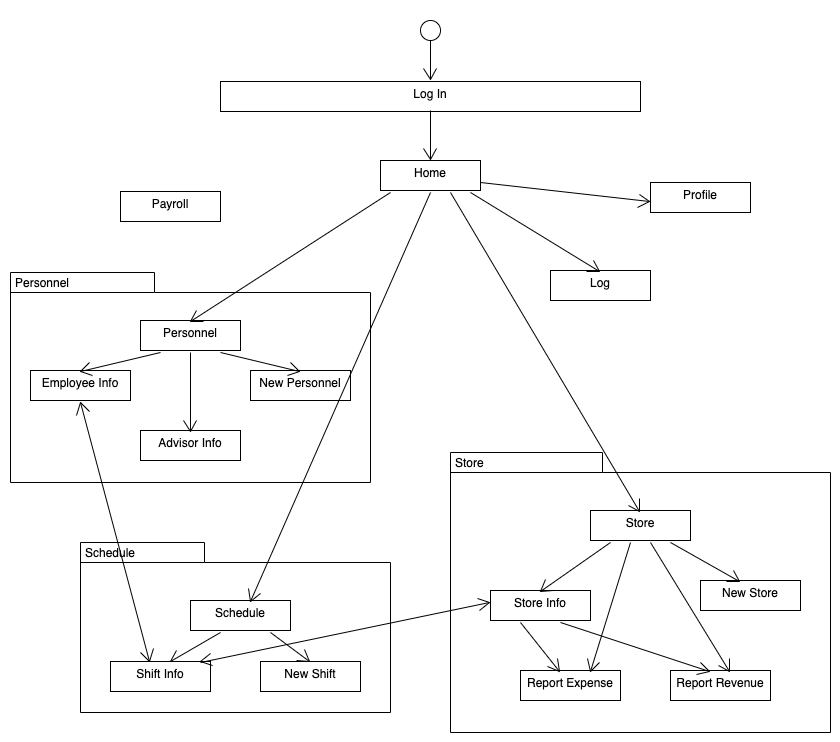 Log In
Home
Profile
Payroll
Log
Personnel
Personnel
Employee Info
New Personnel
Advisor Info
Store
Store
Schedule
New Store
Store Info
Schedule
Shift Info
New Shift
Report Expense
Report Revenue